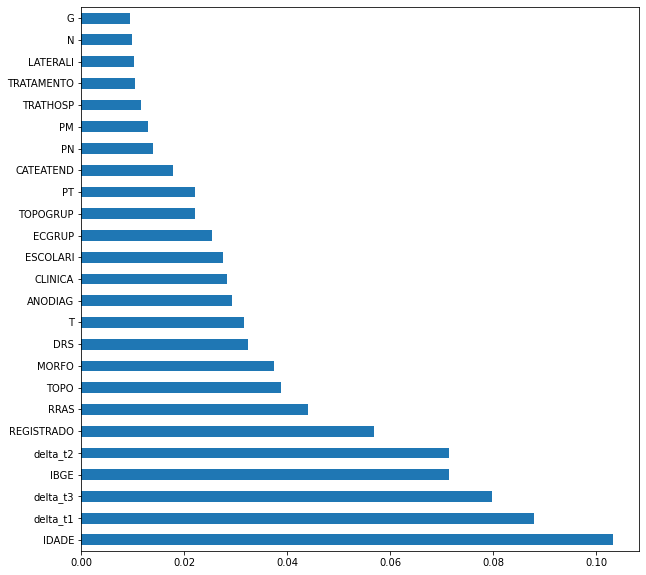 G
N
LATERALI
TRATAMENTO
TRATHOSP
PM
PN
CATEATEND
PT
TOPOGRUP
ECGRUP
ESCOLARI
CLINICA
ANODIAG
T
DRS
MORFO
TOPO
RRAS
REGISTRADO
delta_t2
IBGE
delta_t3
delta_t1
IDADE
0.00 0.02 0.04 0.06 0.08 0.10